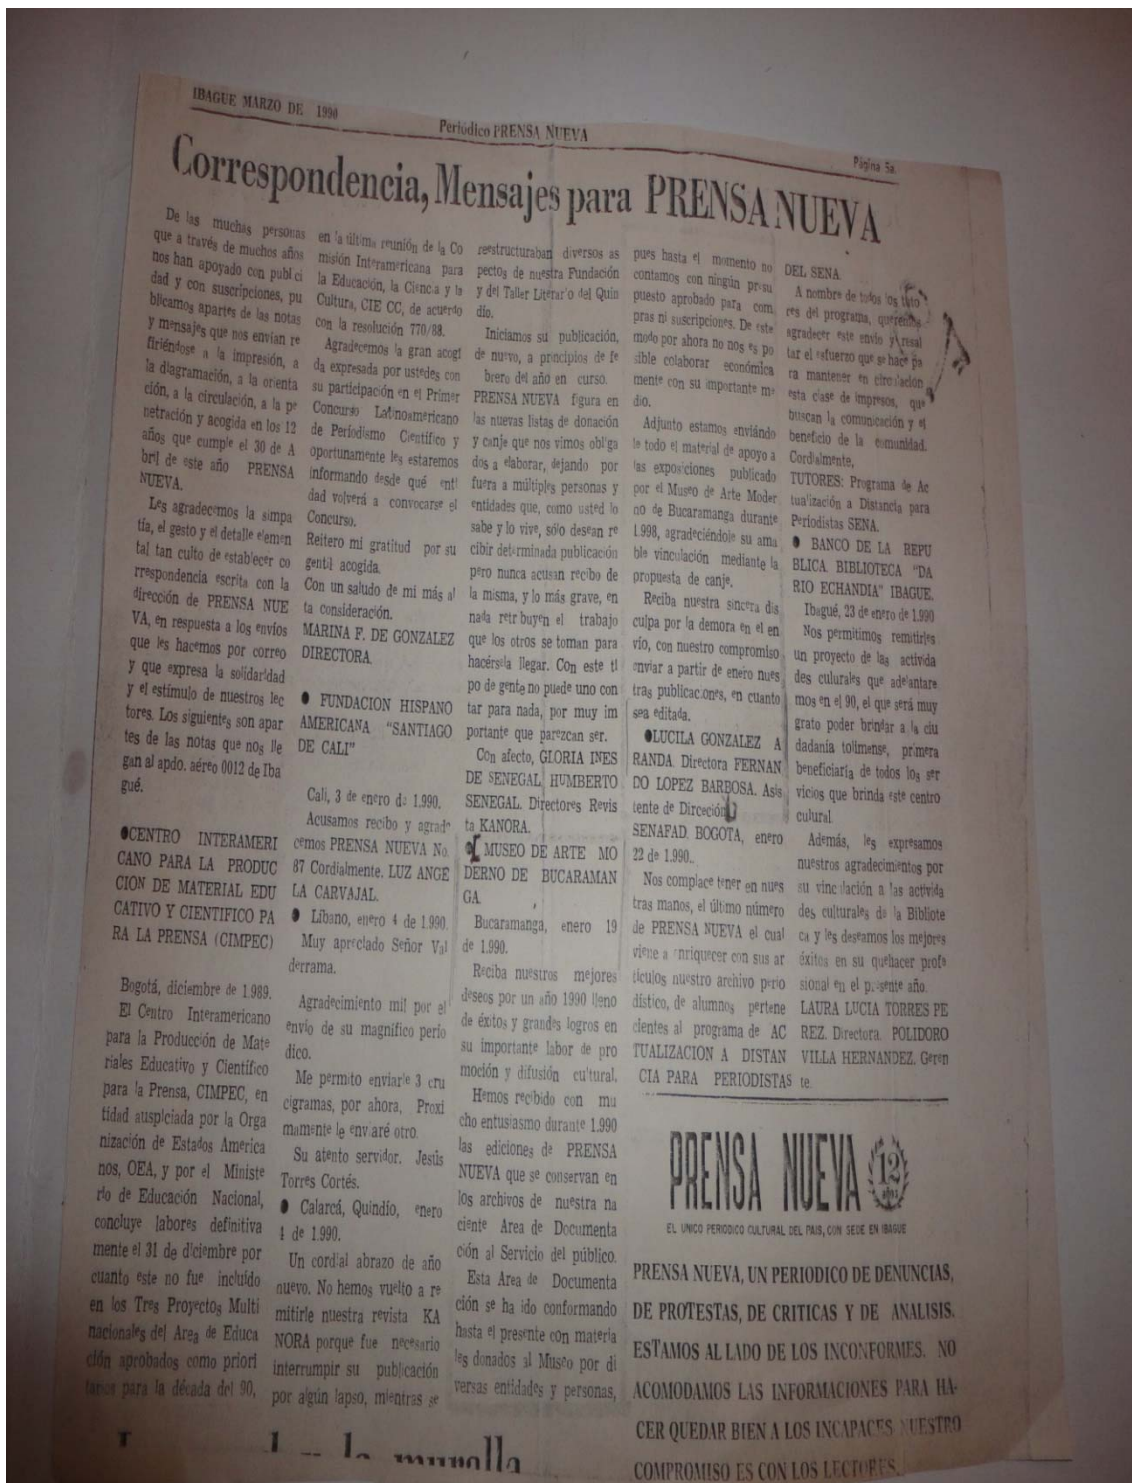 IBAGUE MARZO DE 1990
Periódico PRENSA NUEVA
Página 5a.
Correspondencia, Mensajes para PRENSA NUEVA
De las muchas personas
que a través de muchos años
nos han apoyado con publci
dad y con suscripciones, pu
blicamos apartes de las notas
y mensajes que nos envían re
firiéndose a la impresión, a
la diagramación, a la orienta
ción, a la circulación, a la pe
netración y acogida en los 12
años que cumple el 30 de A
bril de este año PRENSA
NUEVA.
Les agradecemos la simpa
tía, el gesto y el detalle elemen
tal tan culto de establecer co
rrespondencia escrita con la
dirección de PRENSA NUE
VA, en respuesta a los envíos
que les hacemos por correo
y que expresa la solidaridad
y el estímulo de nuestros lec
tores. Los siguientes son apar
tes de las notas que nos lle
gan al apdo. aéreo 0012 de Iba
gué.
●CENTRO INTERAMERI
CANO PARA LA PRODUC
CION DE MATERIAL EDU
CATIVO Y CIENTIFICO PA
RA LA PRENSA (CIMPEC)
Bogotá, diciembre de 1.989.
El Centro Interamericano
para la Producción de Mate
riales Educativo y Científico
para la Prensa, CIMPEC, en
tidad auspiciada por la Orga
nización de Estados America
nos, OEA, y por el Ministe
rio de Educación Nacional,
concluye labores definitiva
mente el 31 de diciembre por
cuanto este no fue incluído
en los Tres Proyectos Multi
nacionales del Area de Educa
ción aprobados como priori
tarios para la década del 90,
en la última reunión de la Co
misión Interamericana para
la Educación, la Ciencia y la
Cultura, CIE CC, de acuerdo
con la resolución 770/88.
Agradecemos la gran acogi
da expresada por ustedes con
su participación en el Primer
Concurso Latinoamericano
de Períodismo Científico y
oportunamente les estaremos
informando desde qué enti
dad volverá a convocarse el
Concurso.
Reitero mi gratitud por su
gentil acogida.
Con un saludo de mi más al
ta consideración.
MARINA F. DE GONZALEZ
DIRECTORA.
● FUNDACION HISPANO
AMERICANA "SANTIAGO
DE CALI"
Cali, 3 de enero de 1.990.
Acusamos recibo y agrade
cemos PRENSA NUEVA No.
87 Cordialmente. LUZ ANGE
LA CARVAJAL.
● Líbano, enero 4 de 1.990
Muy apreciado Señor Val
derrama.
Agradecimiento mil por el
envío de su magnífico perió
dico.
Me permito enviarle 3 cru
cigramas, por ahora, Proxi
mamente le enviaré otro.
Su atento servidor. Jesús
Torres Cortés.
● Calarcá, Quindío, enero
4 de 1.990.
Un cordial abrazo de año
nuevo. No hemos vuelto a re
mitirle nuestra revista KA
NORA porque fue necesario
interrumpir su publicación
por algún lapso, mientras se
reestructuraban diversos as
pectos de nuestra Fundación
y del Taller Literario del Quin
dío.
Iniciamos su publicación,
de nuevo, a principios de fe
brero del año en curso.
PRENSA NUEVA figura en
las nuevas listas de donación
y canje que nos vimos obliga
dos a elaborar, dejando por
fuera a múltiples personas y
entidades que, como usted lo
sabe y lo vive, sólo desean re
cibir determinada publicación
pero nunca acusan recibo de
la misma, y lo más grave, en
nada retribuyen el trabajo
que los otros se toman para
hacérsela llegar. Con este ti
po de gente no puede uno con
tar para nada, por muy im
portante que parezcan ser.
Con afecto, GLORIA INES
DE SENEGAL HUMBERTO
SENEGAL. Directores Revis
ta KANORA.
● MUSEO DE ARTE MO
DERNO DE BUCARAMAN
GA.
Bucaramanga, enero 19
de 1.990.
Reciba nuestros mejores
deseos por un año 1990 lleno
de éxitos y grandes logros en
su importante labor de pro
moción y difusión cultural.
Hemos recibido con mu
cho entusiasmo durante 1.990
las ediciones de PRENSA
NUEVA que se conservan en
los archivos de nuestra na
ciente Area de Documenta
ción al Servicio del público.
Esta Area de Documenta
ción se ha ido conformando
hasta el presente con materia
les donados al Museo por di
versas entidades y personas,
pues hasta el momento no
contamos con ningún presu
puesto aprobado para com
pras ni suscripciones. De este
modo por ahora no nos es po
sible colaborar económica
mente con su importante me
dio.
Adjunto estamos enviándo
le todo el material de apoyo a
las exposiciones publicado
por el Museo de Arte Moder
no de Bucaramanga durante
1.998, agradeciéndole su ama
ble vinculación mediante la
propuesta de canje.
Reciba nuestra sincera dis
culpa por la demora en el en
vío, con nuestro compromiso
enviar a partir de enero nues
tras publicaciones, en cuanto
sea editada.
●LUCILA GONZALEZ A
RANDA. Directora FERNAN
DO LOPEZ BARBOSA. Asis
tente de Dirceción
SENAFAD. BOGOTA, enero
22 de 1.990..
Nos complace tener en nues
tras manos, el último número
de PRENSA NUEVA el cual
viene a enriquecer con sus ar
tículos nuestro archivo perio
dístico, de alumnos pertene
cientes al programa de AC
TUALIZACION A DISTAN
CIA PARA PERIODISTAS
DEL SENA.
A nombre de todos los tuto
res del programa, queremos
agradecer este envío y resal
tar el esfuerzo que se hace pa
ra mantener en circulación
esta clase de impresos, que
buscan la comunicación y el
beneficio de la comunidad.
Cordialmente,
TUTORES: Programa de Ac
tualización a Distancia para
Periodistas SENA.
● BANCO DE LA REPU
BLICA. BIBLIOTECA "DA
RIO ECHANDIA" IBAGUE.
Ibagué, 23 de enero de 1.990
Nos permitimos remitirles
un proyecto de las activida
des culurales que adelantare
mos en el 90, el que será muy
grato poder brindar a la ciu
dadanía tolimense, primera
beneficiaría de todos los ser
vicios que brinda este centro
culural.
Además, les expresamos
nuestros agradecimientos por
su vinculación a las activida
des culturales de la Bibliote
ca y les deseamos los mejores
éxitos en su quehacer profe
sional en el presente año.
LAURA LUCIA TORRES PE
REZ. Directora. POLIDORO
VILLA HERNANDEZ. Geren
te.
PRENSA NUEVA 12 años
EL UNICO PERIODICO CULTURAL DEL PAIS, CON SEDE EN IBAGUE
PRENSA NUEVA, UN PERIODICO DE DENUNCIAS,
DE PROTESTAS, DE CRITICAS Y DE ANALISIS.
ESTAMOS AL LADO DE LOS INCONFORMES. NO
ACOMODAMOS LAS INFORMACIONES PARA HA-
CER QUEDAR BIEN A LOS INCAPACES. NUESTRO
COMPROMISO ES CON LOS LECTORES.
la muralla